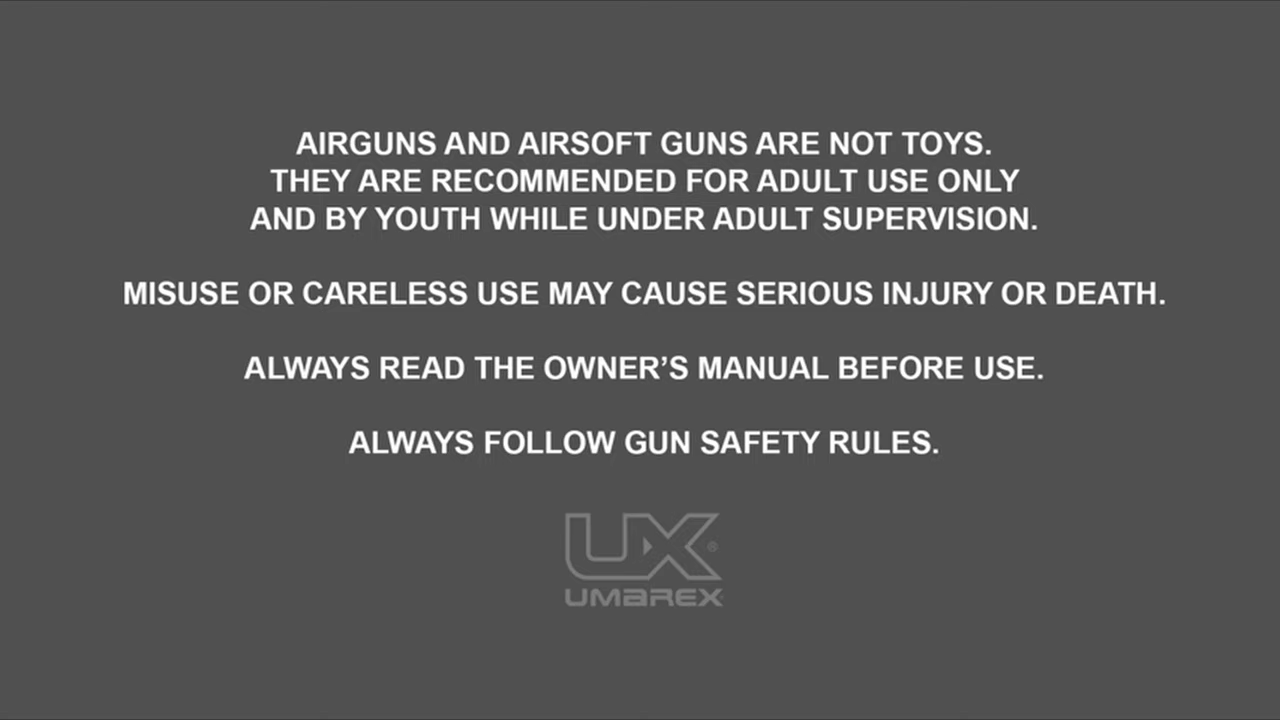 AIRGUNS AND AIRSOFT GUNS ARE NOT TOYS.
THEY ARE RECOMMENDED FOR ADULT USE ONLY
AND BY YOUTH WHILE UNDER ADULT SUPERVISION.
MISUSE OR CARELESS USE MAY CAUSE SERIOUS INJURY OR DEATH.
ALWAYS READ THE OWNER’S MANUAL BEFORE USE.
ALWAYS FOLLOW GUN SAFETY RULES.
UX®
UMAREX